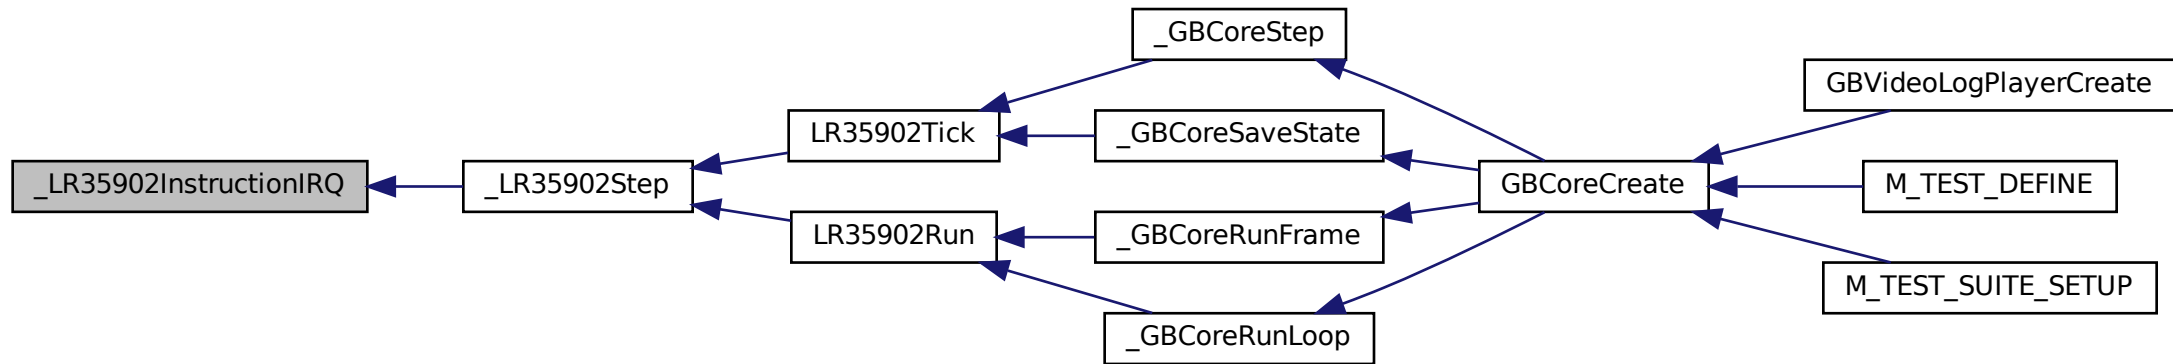 _LR35902InstructionIRQ
_LR35902Step
LR35902Tick
LR35902Run
_GBCoreStep
_GBCoreSaveState
_GBCoreRunFrame
_GBCoreRunLoop
GBCoreCreate
GBVideoLogPlayerCreate
M_TEST_DEFINE
M_TEST_SUITE_SETUP